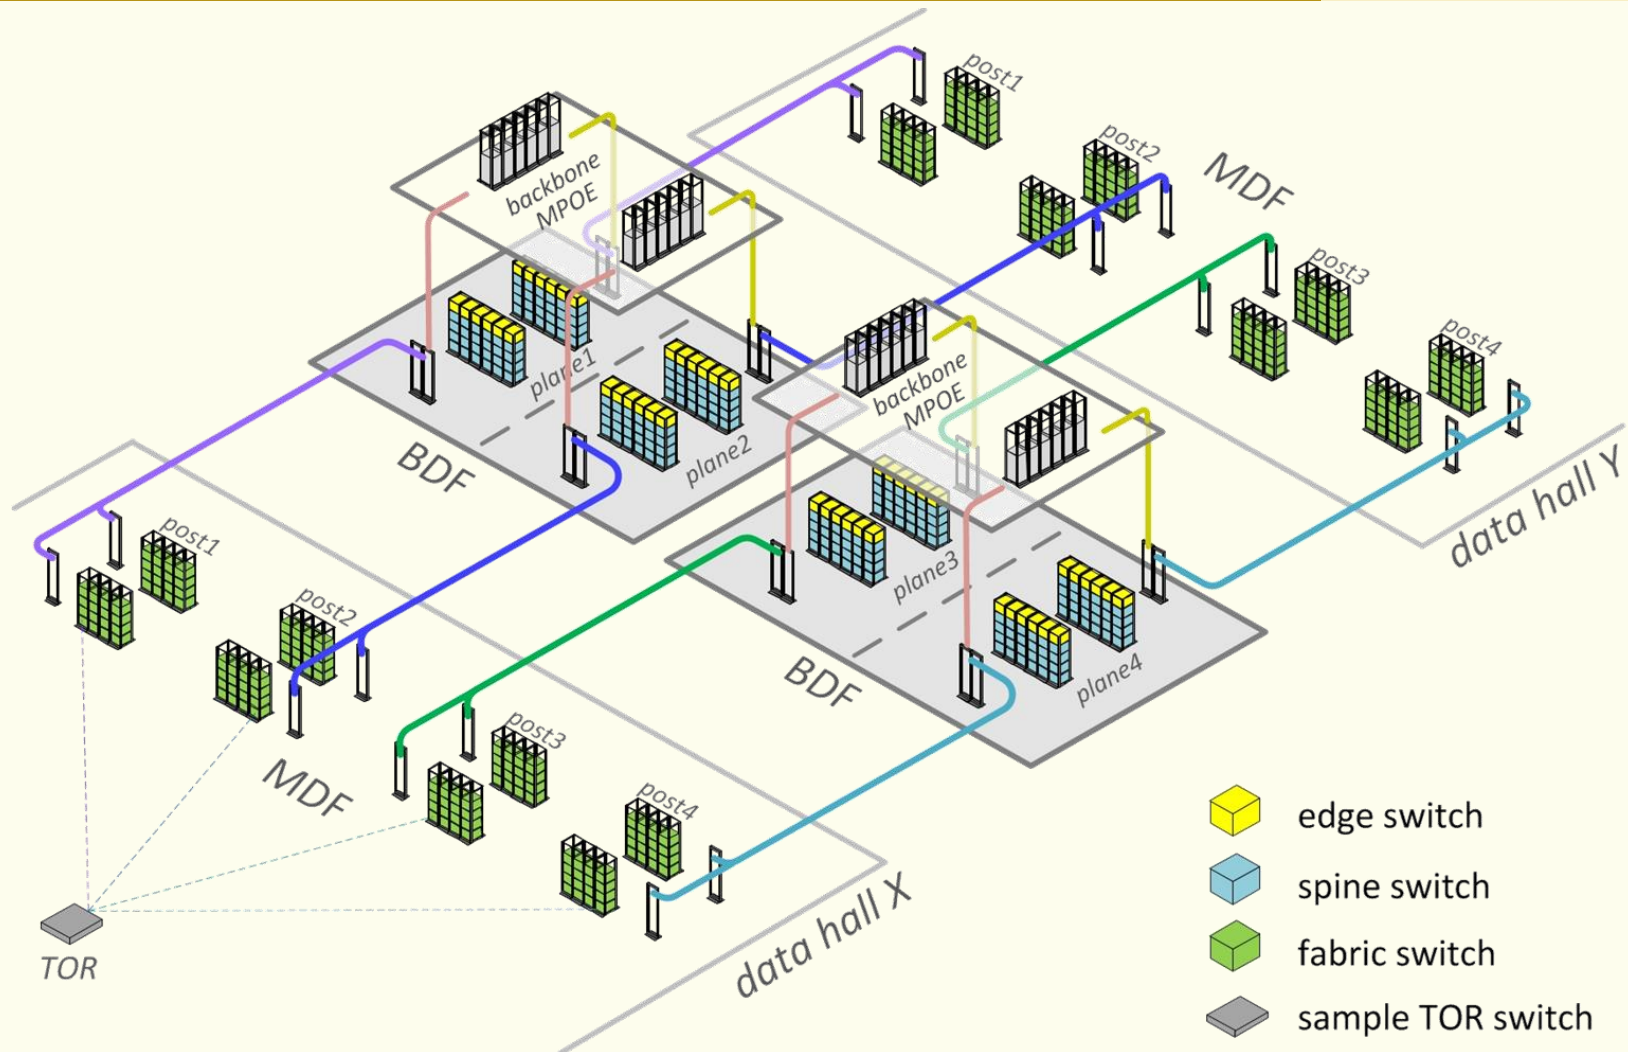 post1
post2
MDF
backbone
MPOE
post3
post4
plane1
backbone
MPOE
plane2
BDF
data hall Y
plane3
post1
post2
BDF
plane4
post3
MDF
post4
data hall X
TOR
edge switch
spine switch
fabric switch
sample TOR switch